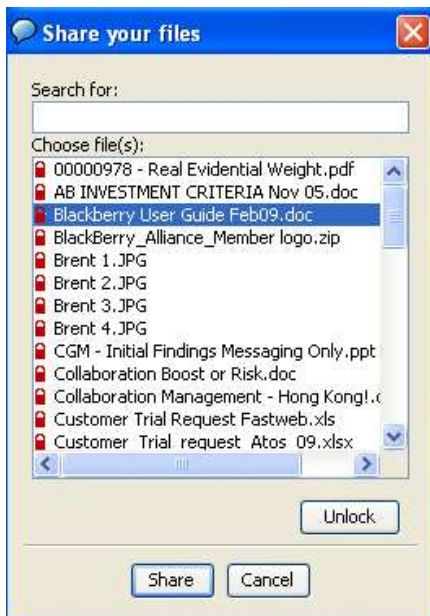 Share your files
Search for:
Choose file(s):
00000978 - Real Evidential Weight.pdf
AB INVESTMENT CRITERIA Nov 05.doc
Blackberry User Guide Feb09.doc
BlackBerry_Alliance_Member logo.zip
Brent 1.JPG
Brent 2.JPG
Brent 3.JPG
Brent 4.JPG
CGM - Initial Findings Messaging Only.ppt
Collaboration Boost or Risk.doc
Collaboration Management - Hong Kong!.d
Customer Trial Request Fastweb.xls
Customer_Trial_request_Atos_09.xlsx
Unlock
Share
Cancel